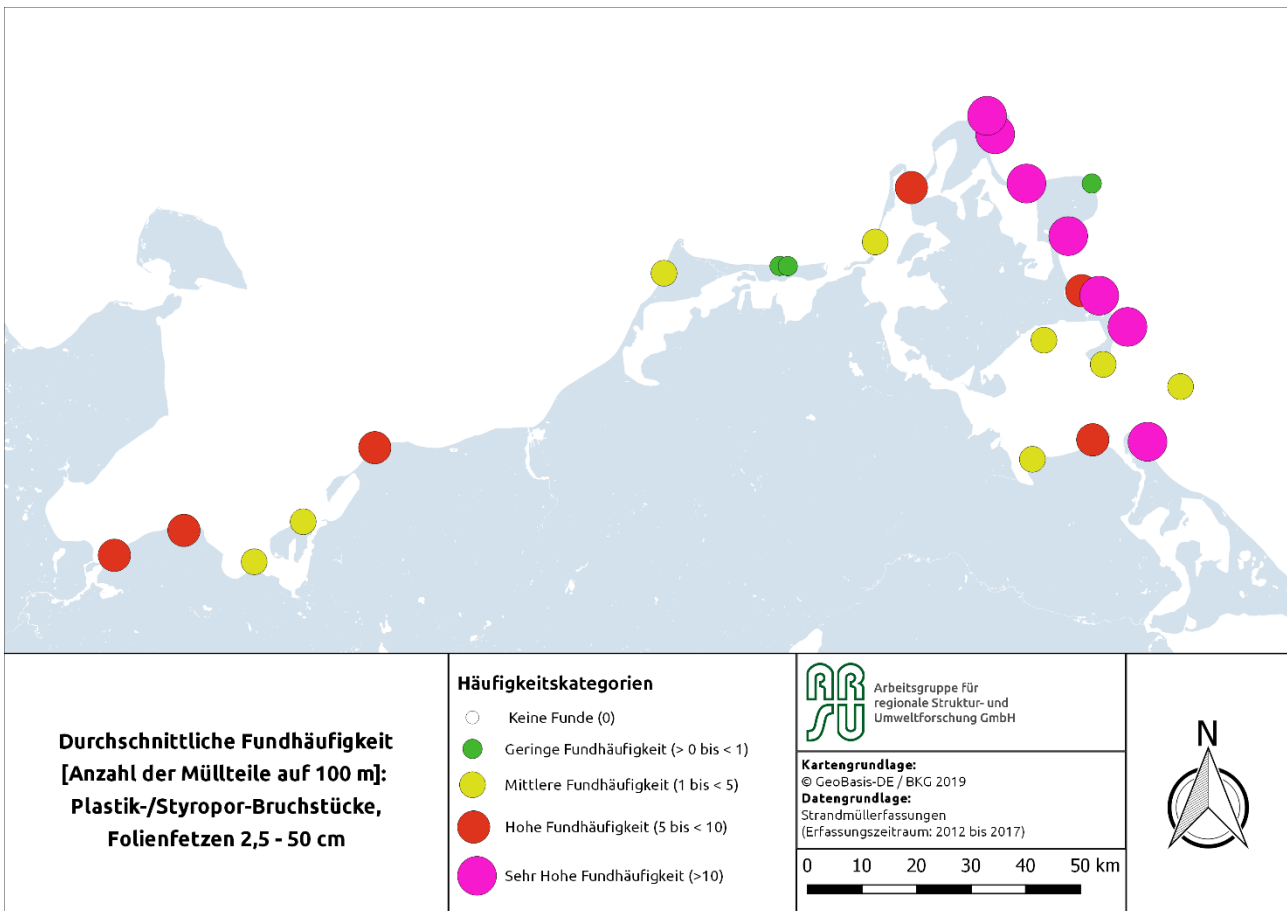 Durchschnittliche Fundhäufigkeit
[Anzahl der Müllteile auf 100 m]:
Plastik-/Styropor-Bruchstücke,
Folienfetzen 2,5 - 50 cm
Häufigkeitskategorien
Keine Funde (0)
Geringe Fundhäufigkeit (> 0 bis < 1)
Mittlere Fundhäufigkeit (1 bis < 5)
Hohe Fundhäufigkeit (5 bis < 10)
Sehr Hohe Fundhäufigkeit (>10)
ARSU
Arbeitsgruppe für
regionale Struktur- und
Umweltforschung GmbH
Kartengrundlage:
© GeoBasis-DE / BKG 2019
Datengrundlage:
Strandmüllerfassungen
(Erfassungszeitraum: 2012 bis 2017)
0 10 20 30 40 50 km
N